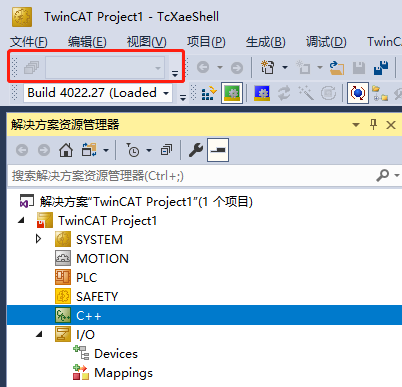 TwinCAT Project1 - TcXaeShell
文件(F) 编辑(E) 视图(V) 项目(P) 生成(B) 调试(D) TwinCA
Build 4022.27 (Loaded
解决方案资源管理器
搜索解决方案资源管理器(Ctrl+;)
解决方案"TwinCAT Project1"(1 个项目)
TwinCAT Project1
SYSTEM
MOTION
PLC
SAFETY
C++
I/O
Devices
Mappings